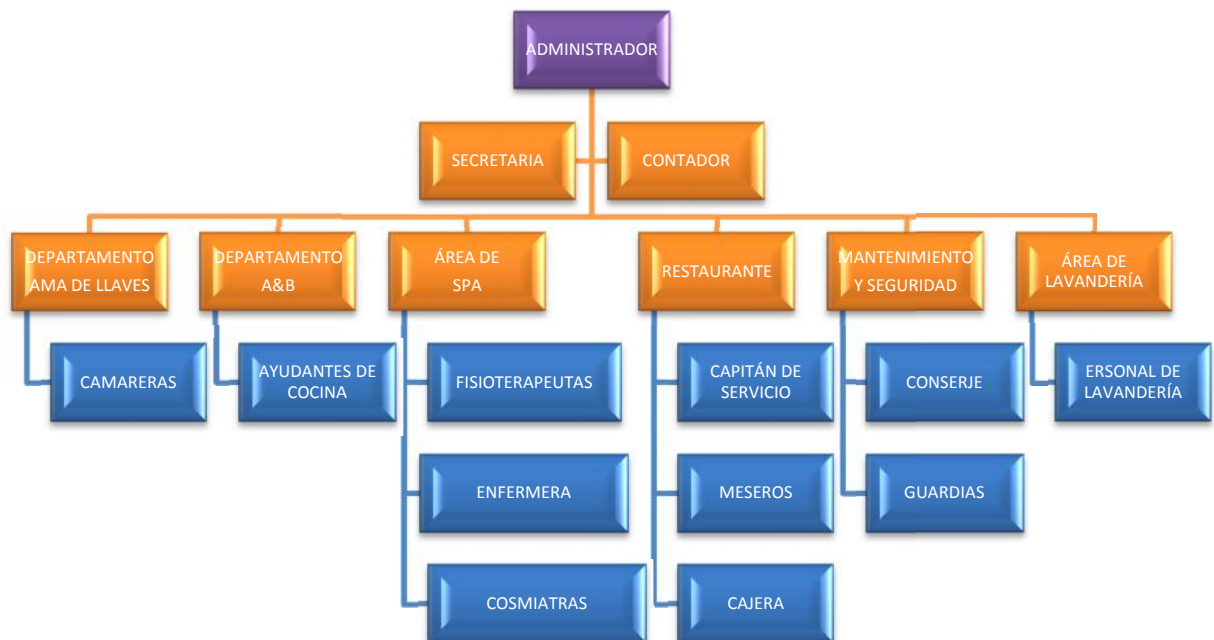 ADMINISTRADOR
SECRETARIA
CONTADOR
DEPARTAMENTO
AMA DE LLAVES
DEPARTAMENTO
A&B
ÁREA DE
SPA
RESTAURANTE
MANTENIMIENTO
Y SEGURIDAD
ÁREA DE
LAVANDERÍA
CAMARERAS
AYUDANTES DE
COCINA
FISIOTERAPEUTAS
CAPITÁN DE
SERVICIO
CONSERJE
ERSONAL DE
LAVANDERÍA
ENFERMERA
MESEROS
GUARDIAS
COSMIATRAS
CAJERA